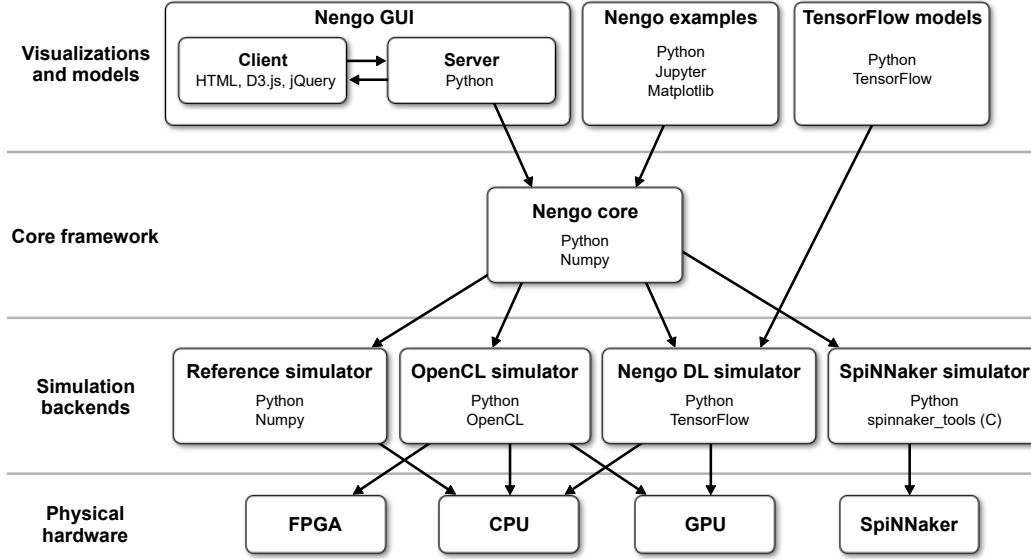 Visualizations
and models
Nengo GUI
Client
HTML, D3.js, jQuery
Server
Python
Nengo examples
Python
Jupyter
Matplotlib
TensorFlow models
Python
TensorFlow
Core framework
Nengo core
Python
Numpy
Simulation
backends
Reference simulator
Python
Numpy
OpenCL simulator
Python
OpenCL
Nengo DL simulator
Python
TensorFlow
SpiNNaker simulator
Python
spinnaker_tools (C)
Physical
hardware
FPGA
CPU
GPU
SpiNNaker